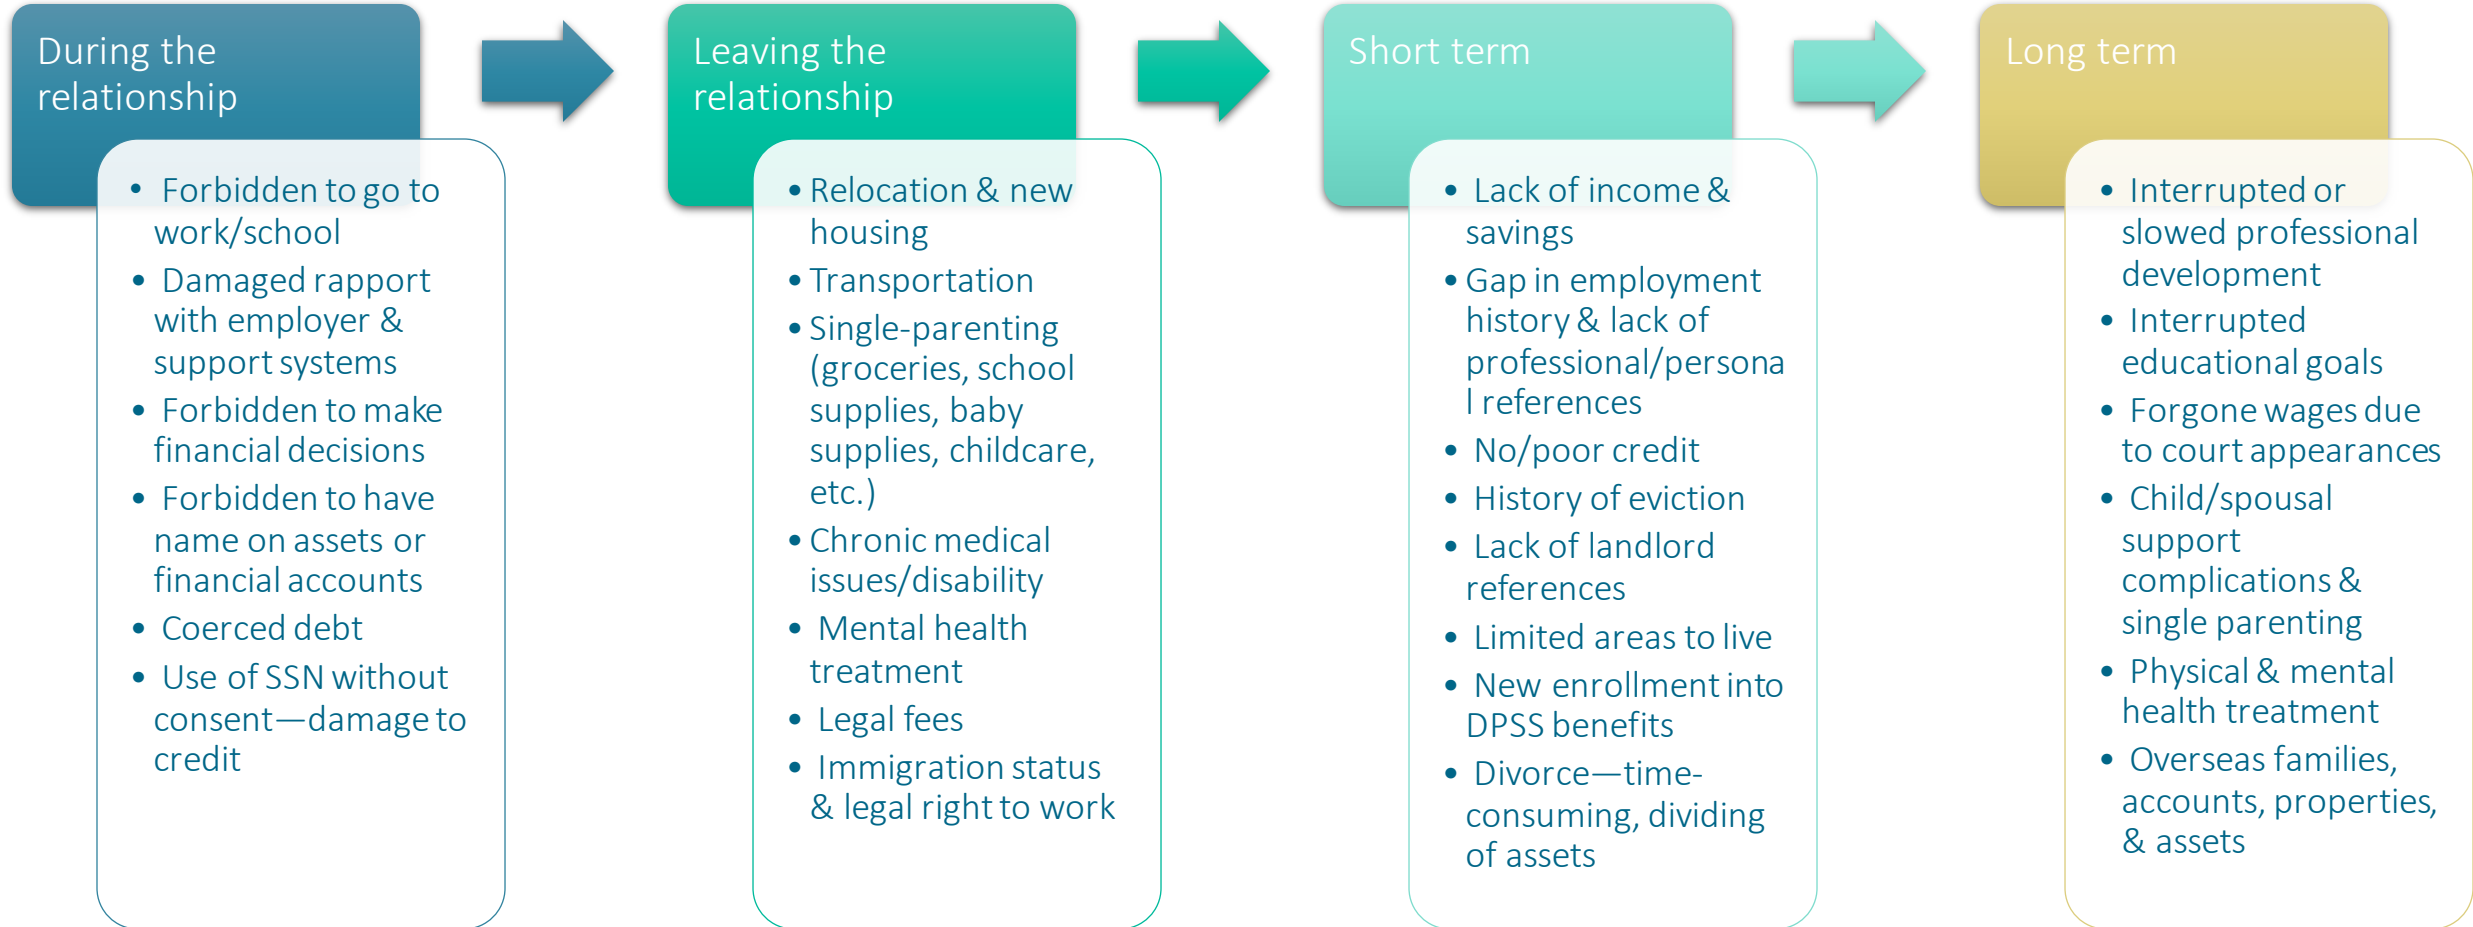 During the
relationship
• Forbidden to go to
work/school
• Damaged rapport
with employer &
support systems
• Forbidden to make
financial decisions
• Forbidden to have
name on assets or
financial accounts
• Coerced debt
• Use of SSN without
consent—damage to
credit
Leaving the
relationship
• Relocation & new
housing
• Transportation
• Single-parenting
(groceries, school
supplies, baby
supplies, childcare,
etc.)
• Chronic medical
issues/disability
• Mental health
treatment
• Legal fees
• Immigration status
& legal right to work
Short term
• Lack of income &
savings
• Gap in employment
history & lack of
professional/persona
l references
• No/poor credit
• History of eviction
• Lack of landlord
references
• Limited areas to live
• New enrollment into
DPSS benefits
• Divorce—time-
consuming, dividing
of assets
Long term
• Interrupted or
slowed professional
development
• Interrupted
educational goals
• Forgone wages due
to court appearances
• Child/spousal
support
complications &
single parenting
• Physical & mental
health treatment
• Overseas families,
accounts, properties,
& assets